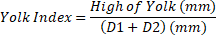 Yolk Index = High of Yolk (mm) / (D1 + D2) (mm)